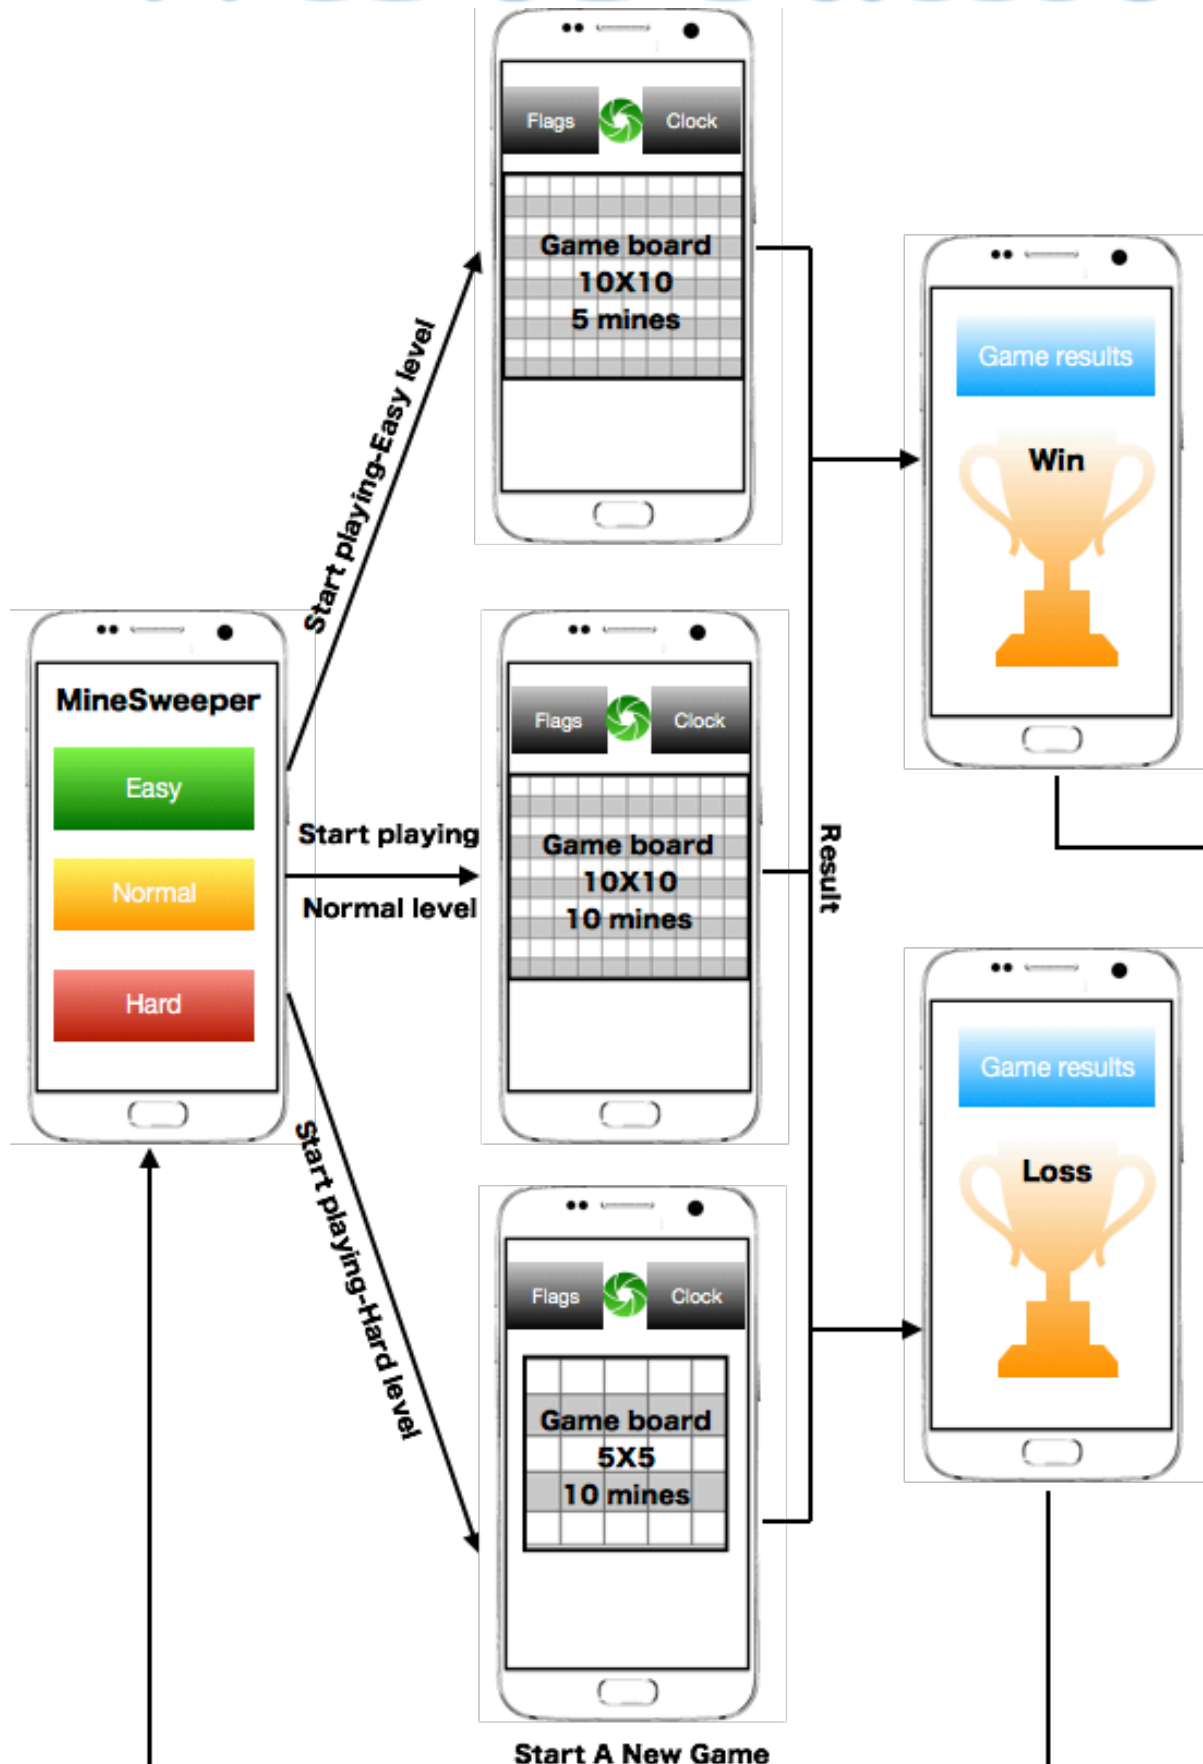 Flags
Clock
Game board
10X10
5 mines
Start playing-Easy level
Game results
Win
MineSweeper
Easy
Normal
Hard
Start playing
Normal level
Flags
Clock
Game board
10X10
10 mines
Result
Start playing-Hard level
Flags
Clock
Game board
5X5
10 mines
Game results
Loss
Start A New Game